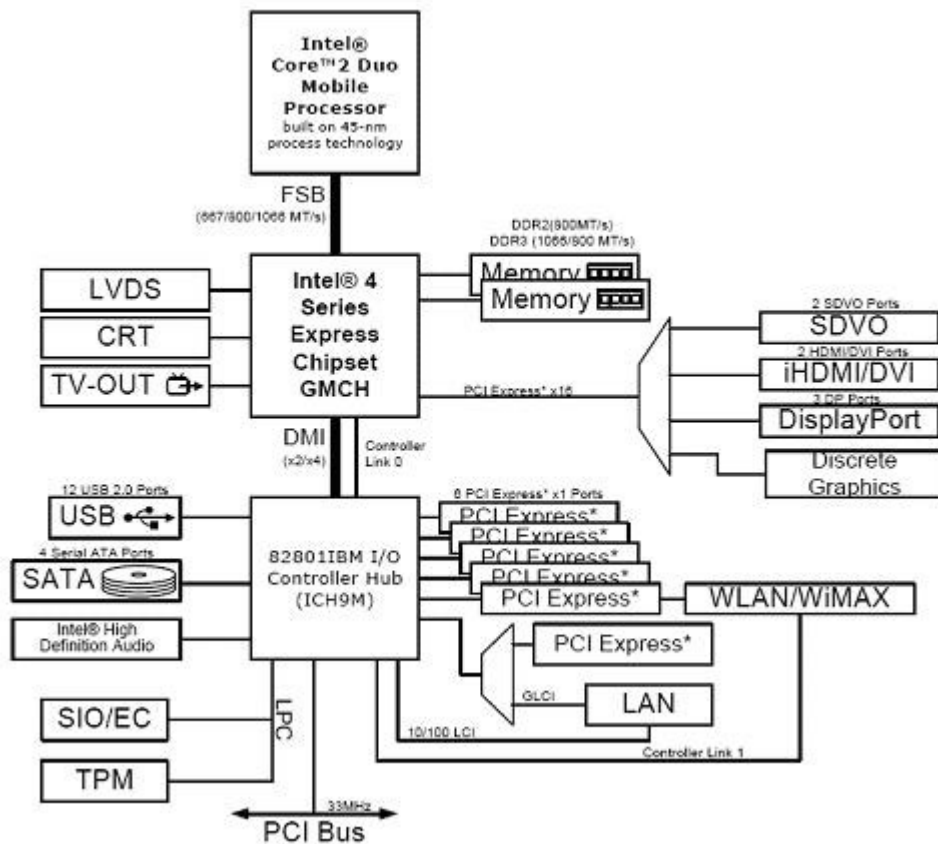 Intel®
Core™2 Duo
Mobile
Processor
built on 45-nm
process technology
FSB
(667/800/1066 MT/s)
DDR2(800MT/s)
DDR3 (1066/800 MT/s)
Memory
Memory
LVDS
CRT
TV-OUT
Intel® 4
Series
Express
Chipset
GMCH
PCI Express* x16
2 SDVO Ports
SDVO
2 HDMI/DVI Ports
iHDMI/DVI
3 DP Ports
DisplayPort
Discrete
Graphics
DMI
(x2/x4)
Controller
Link 0
12 USB 2.0 Ports
USB
4 Serial ATA Ports
SATA
Intel® High
Definition Audio
82801IBM I/O
Controller Hub
(ICH9M)
6 PCI Express* x1 Ports
PCI Express*
PCI Express*
PCI Express*
PCI Express*
PCI Express*
WLAN/WiMAX
PCI Express*
GLCI
LAN
10/100 LCI
Controller Link 1
SIO/EC
LPC
TPM
33MHz
PCI Bus